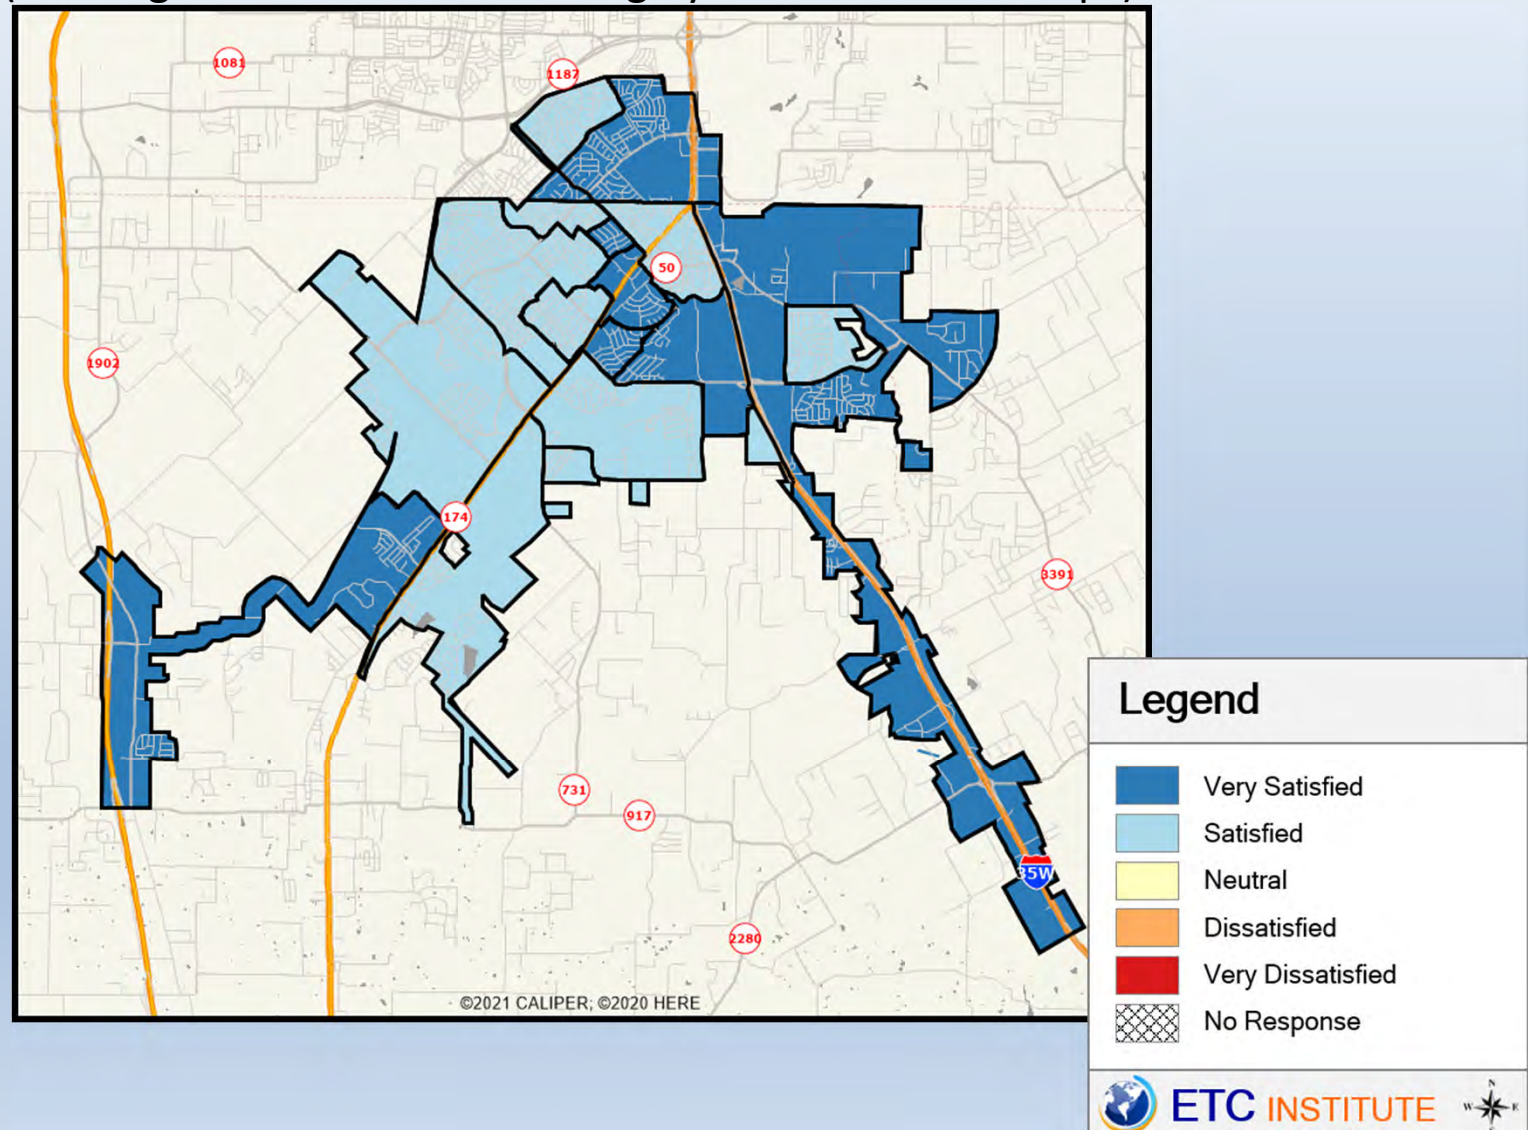 1081
1187
50
1902
174
3391
731
917
35W
2280
©2021 CALIPER; ©2020 HERE
Legend
Very Satisfied
Satisfied
Neutral
Dissatisfied
Very Dissatisfied
No Response
ETC INSTITUTE
N
W E